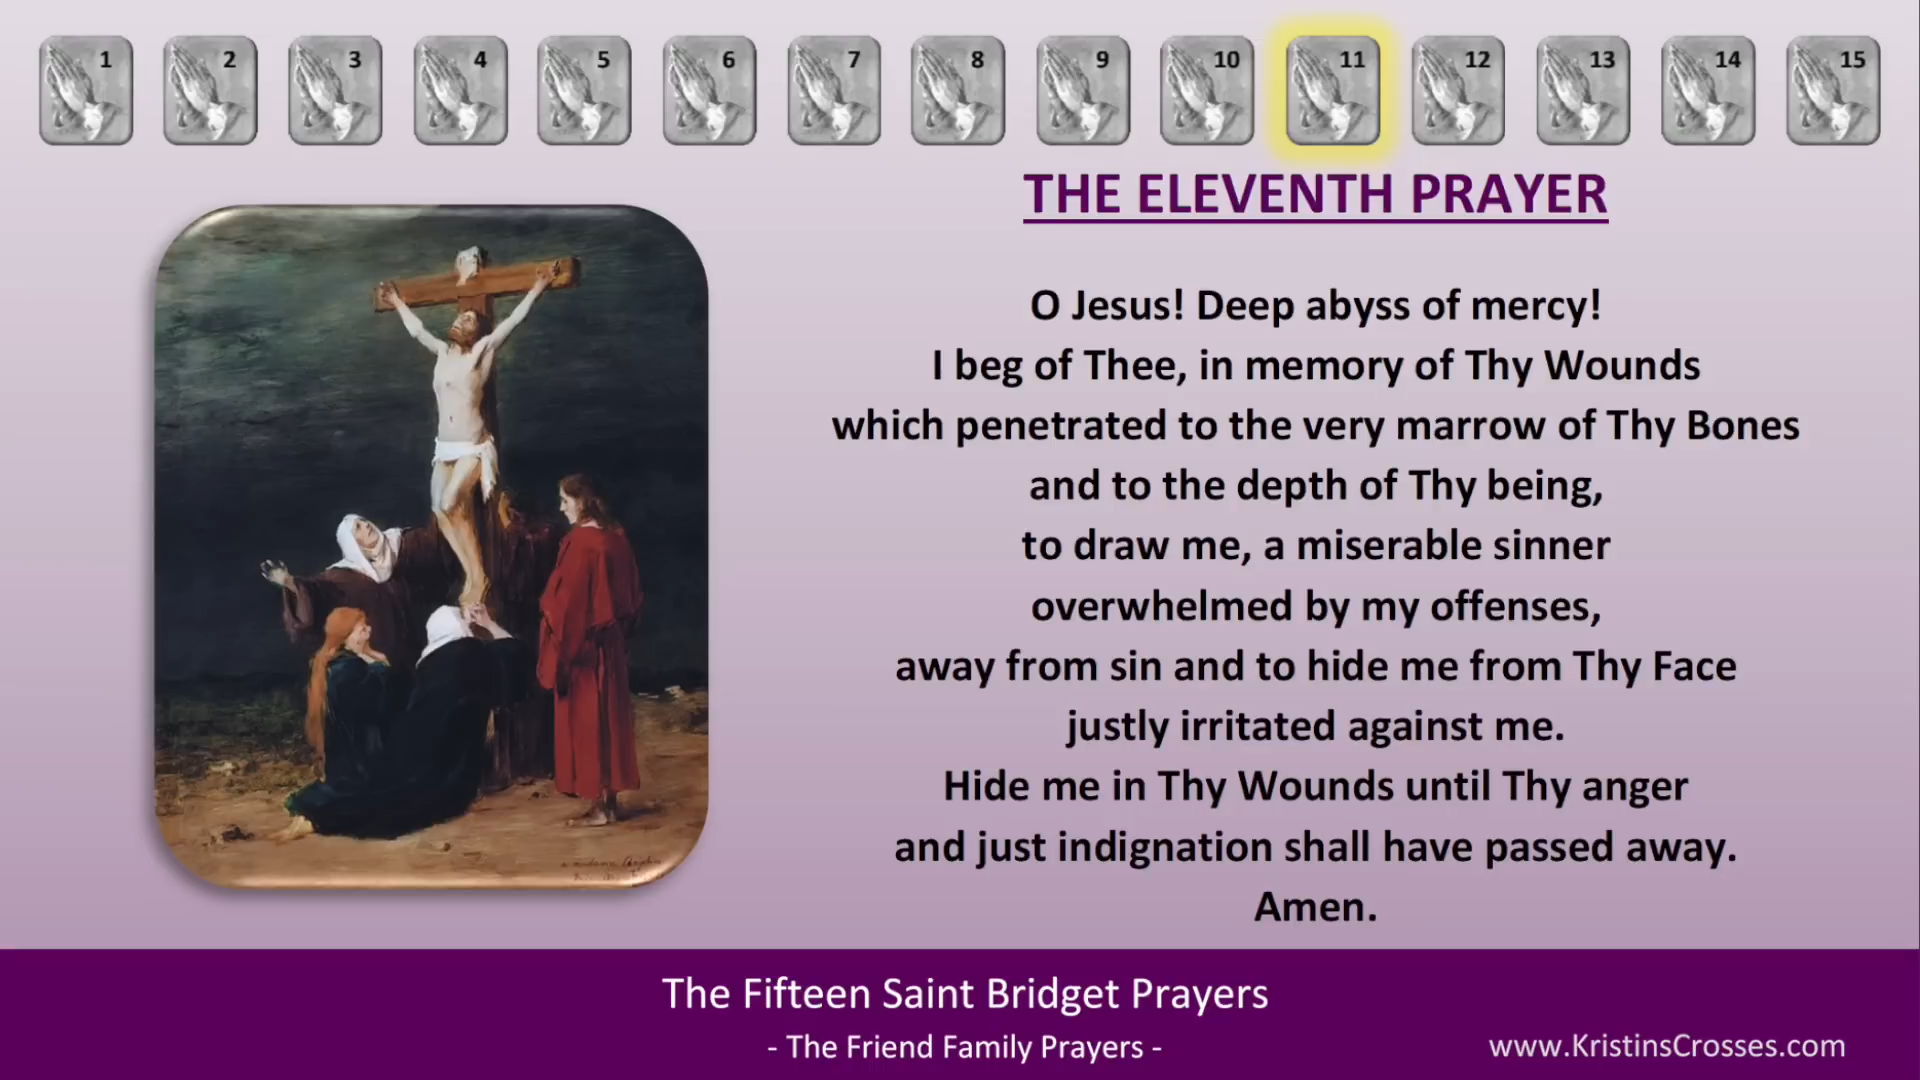 1 2 3 4 5 6 7 8 9 10 11 12 13 14 15
THE ELEVENTH PRAYER
O Jesus! Deep abyss of mercy!
I beg of Thee, in memory of Thy Wounds
which penetrated to the very marrow of Thy Bones
and to the depth of Thy being,
to draw me, a miserable sinner
overwhelmed by my offenses,
away from sin and to hide me from Thy Face
justly irritated against me.
Hide me in Thy Wounds until Thy anger
and just indignation shall have passed away.
Amen.
The Fifteen Saint Bridget Prayers
- The Friend Family Prayers -
www.KristinsCrosses.com